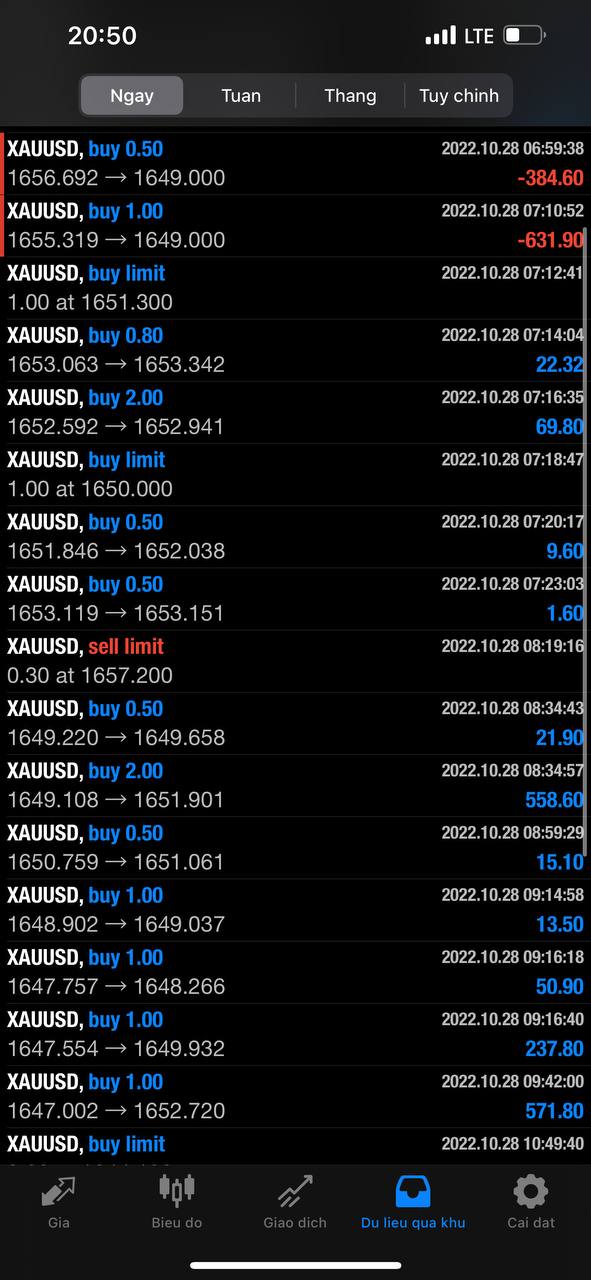 20:50
LTE
Ngay Tuan Thang Tuy chinh
XAUUSD, buy 0.50 2022.10.28 06:59:38
1656.692 → 1649.000 -384.60
XAUUSD, buy 1.00 2022.10.28 07:10:52
1655.319 → 1649.000 -631.90
XAUUSD, buy limit 2022.10.28 07:12:41
1.00 at 1651.300
XAUUSD, buy 0.80 2022.10.28 07:14:04
1653.063 → 1653.342 22.32
XAUUSD, buy 2.00 2022.10.28 07:16:35
1652.592 → 1652.941 69.80
XAUUSD, buy limit 2022.10.28 07:18:47
1.00 at 1650.000
XAUUSD, buy 0.50 2022.10.28 07:20:17
1651.846 → 1652.038 9.60
XAUUSD, buy 0.50 2022.10.28 07:23:03
1653.119 → 1653.151 1.60
XAUUSD, sell limit 2022.10.28 08:19:16
0.30 at 1657.200
XAUUSD, buy 0.50 2022.10.28 08:34:43
1649.220 → 1649.658 21.90
XAUUSD, buy 2.00 2022.10.28 08:34:57
1649.108 → 1651.901 558.60
XAUUSD, buy 0.50 2022.10.28 08:59:29
1650.759 → 1651.061 15.10
XAUUSD, buy 1.00 2022.10.28 09:14:58
1648.902 → 1649.037 13.50
XAUUSD, buy 1.00 2022.10.28 09:16:18
1647.757 → 1648.266 50.90
XAUUSD, buy 1.00 2022.10.28 09:16:40
1647.554 → 1649.932 237.80
XAUUSD, buy 1.00 2022.10.28 09:42:00
1647.002 → 1652.720 571.80
XAUUSD, buy limit 2022.10.28 10:49:40
Gia Bieu do Giao dich Du lieu qua khu Cai dat